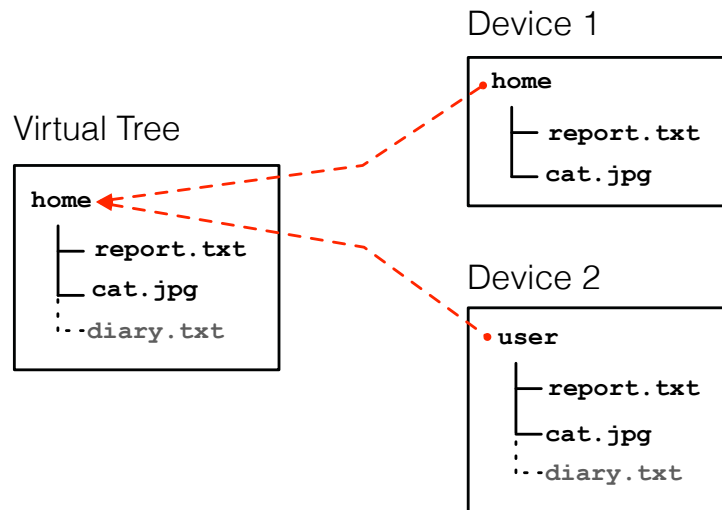 Virtual Tree
home
report.txt
cat.jpg
diary.txt
Device 1
home
report.txt
cat.jpg
Device 2
user
report.txt
cat.jpg
diary.txt